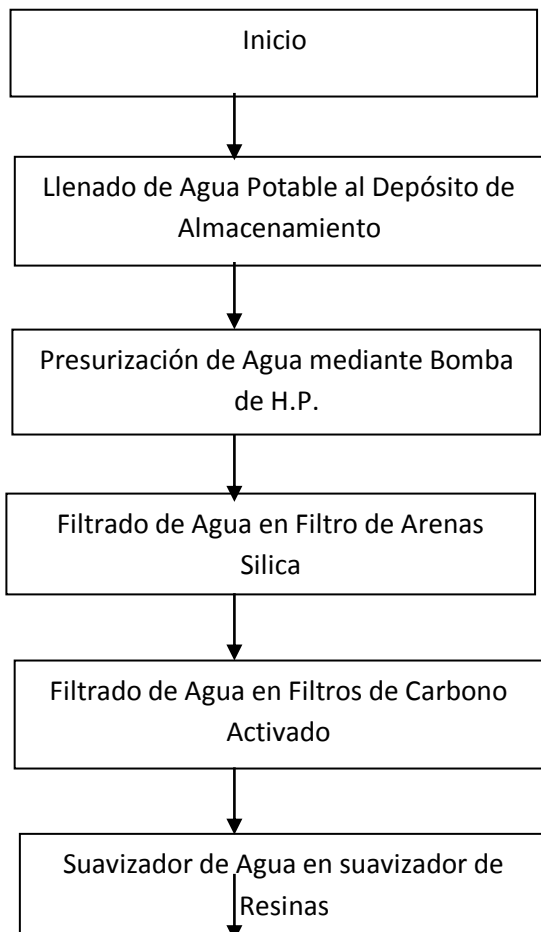 Inicio
Llenado de Agua Potable al Depósito de
Almacenamiento
Presurización de Agua mediante Bomba
de H.P.
Filtrado de Agua en Filtro de Arenas
Silica
Filtrado de Agua en Filtros de Carbono
Activado
Suavizador de Agua en suavizador de
Resinas